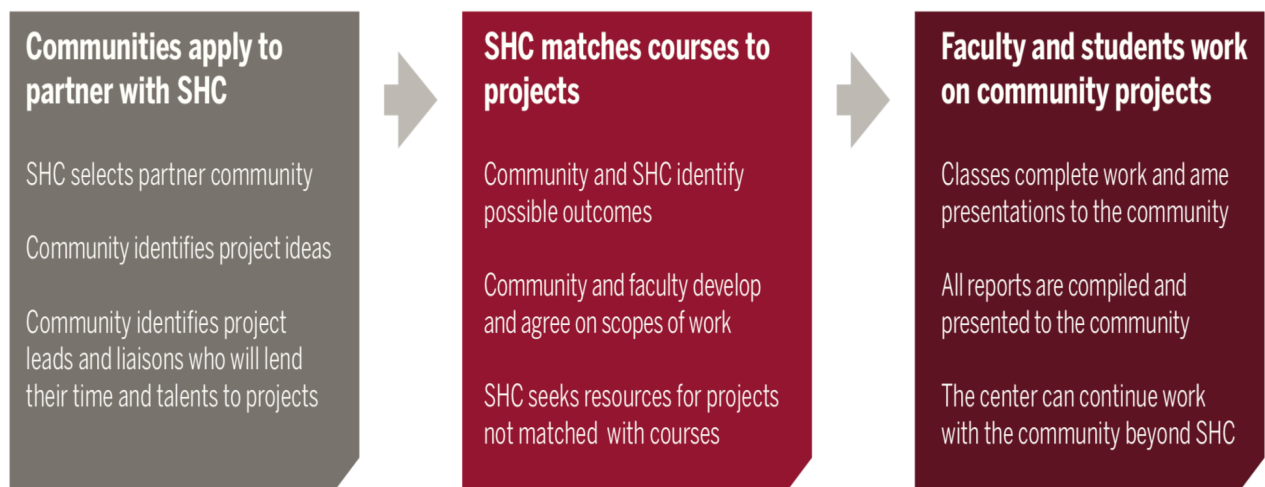 Communities apply to
partner with SHC
SHC selects partner community
Community identifies project ideas
Community identifies project
leads and liaisons who will lend
their time and talents to projects
SHC matches courses to
projects
Community and SHC identify
possible outcomes
Community and faculty develop
and agree on scopes of work
SHC seeks resources for projects
not matched with courses
Faculty and students work
on community projects
Classes complete work and ame
presentations to the community
All reports are compiled and
presented to the community
The center can continue work
with the community beyond SHC